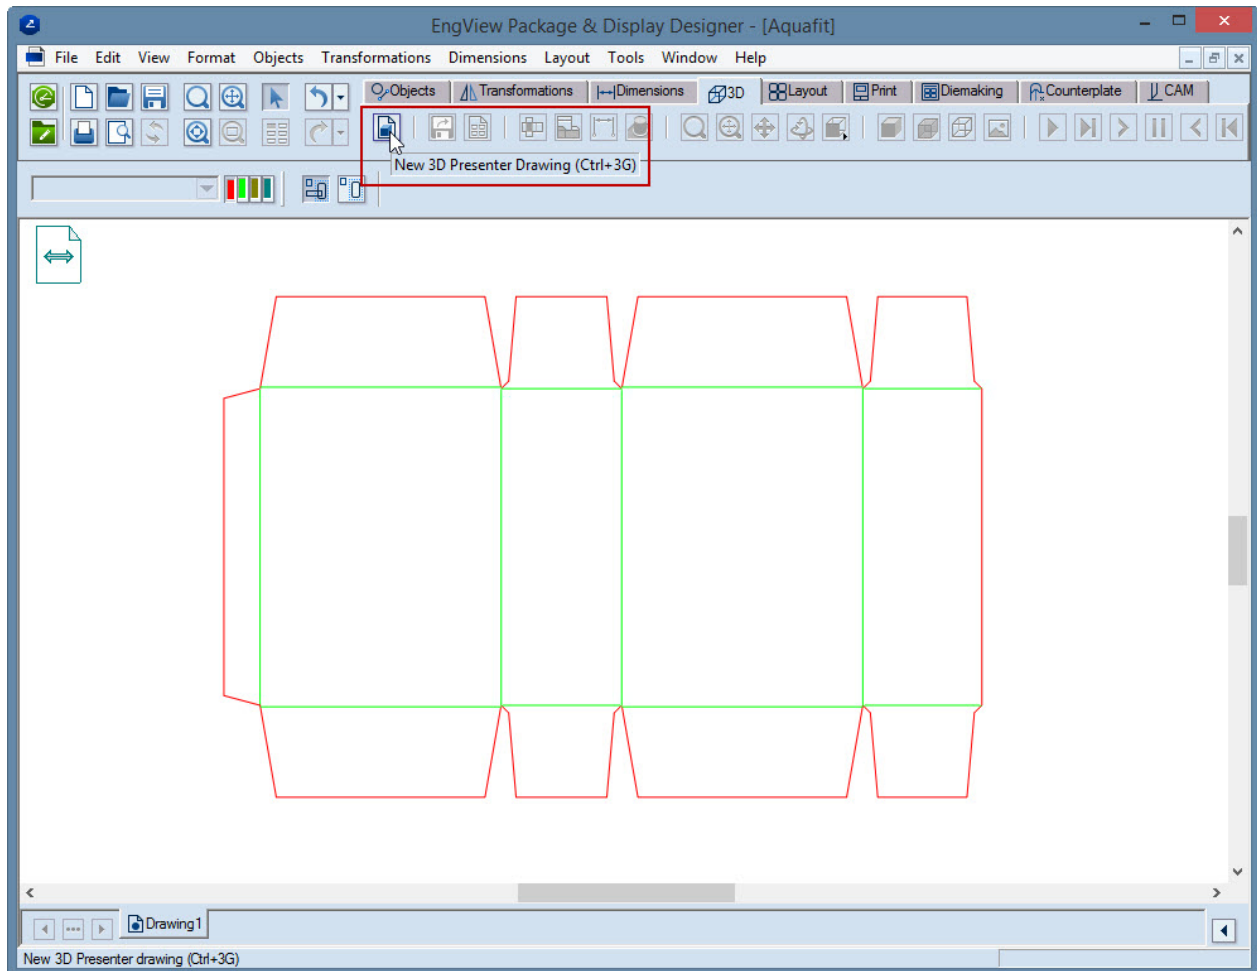 EngView Package & Display Designer - [Aquafit]
File Edit View Format Objects Transformations Dimensions Layout Tools Window Help
Objects Transformations Dimensions 3D Layout Print Diemaking Counterplate CAM
New 3D Presenter Drawing (Ctrl+3G)
Drawing1
New 3D Presenter drawing (Ctrl+3G)